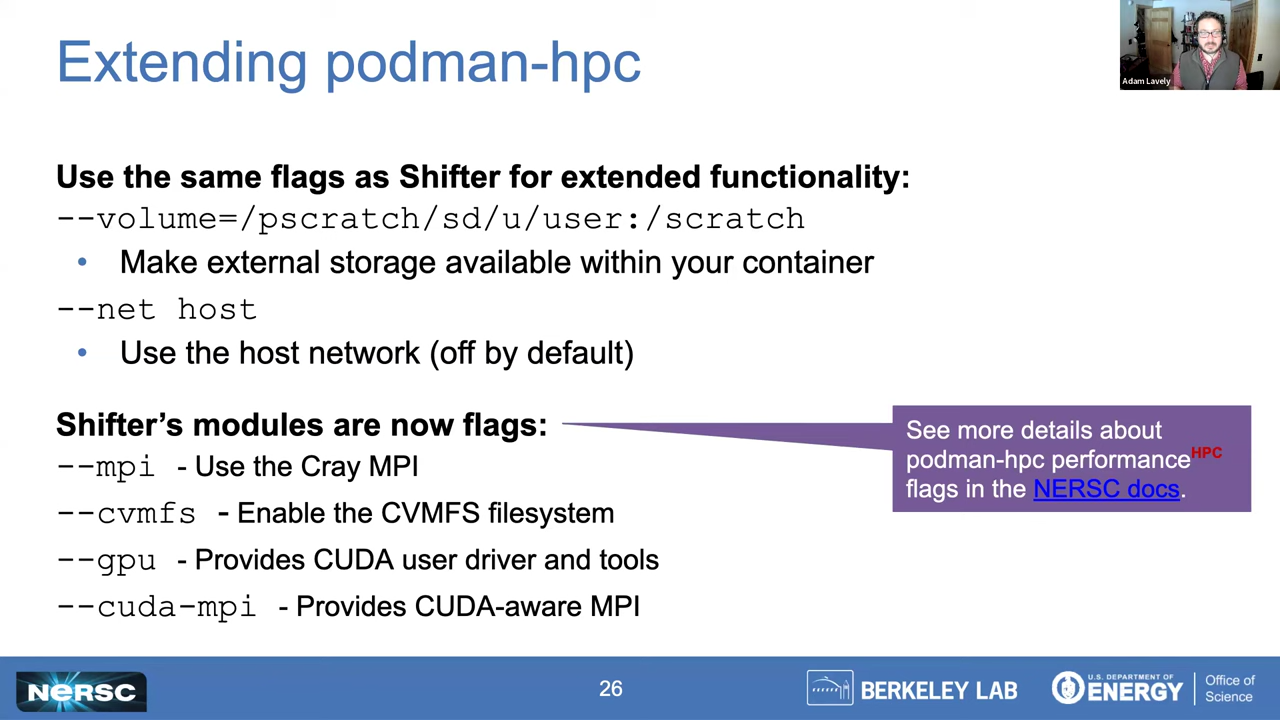 Extending podman-hpc
Adam Lavely
Use the same flags as Shifter for extended functionality:
--volume=/pscratch/sd/u/user:/scratch
• Make external storage available within your container
--net host
• Use the host network (off by default)
Shifter’s modules are now flags:
--mpi - Use the Cray MPI
--cvmfs - Enable the CVMFS filesystem
--gpu - Provides CUDA user driver and tools
--cuda-mpi - Provides CUDA-aware MPI
See more details about
podman-hpc performanceHPC
flags in the NERSC docs.
NERSC
26
BERKELEY LAB
U.S. DEPARTMENT OF
ENERGY
Office of
Science